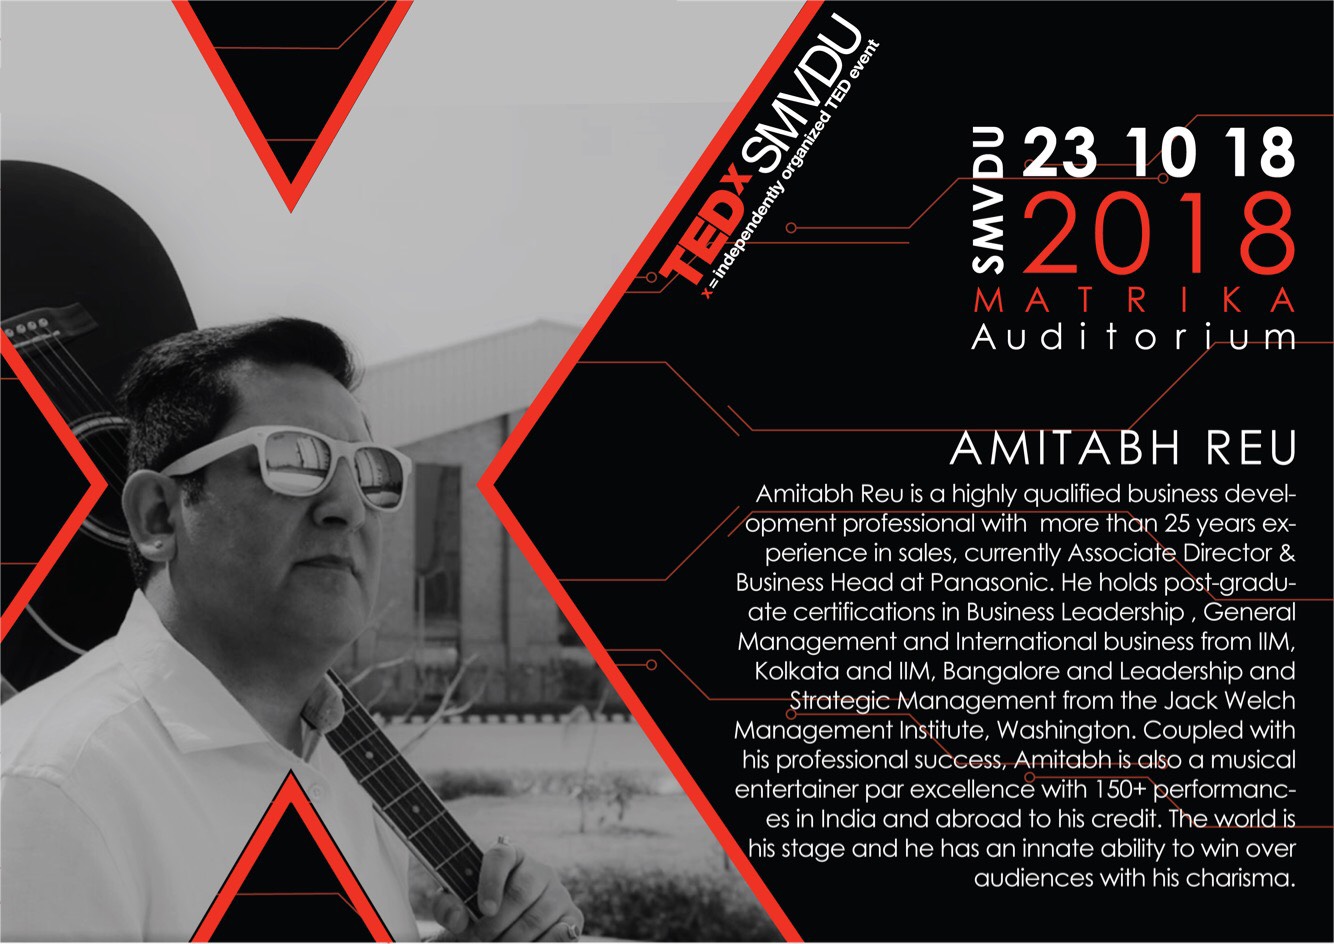 TEDx SMVDU
x = independently organized TED event
SMVDU
23 10 18
2018
MATRIKA
Auditorium
AMITABH REU
Amitabh Reu is a highly qualified business devel-
opment professional with  more than 25 years ex-
perience in sales, currently Associate Director &
Business Head at Panasonic. He holds post-gradu-
ate certifications in Business Leadership , General
Management and International business from IIM,
Kolkata and IIM, Bangalore and Leadership and
Strategic Management from the Jack Welch
Management Institute, Washington. Coupled with
his professional success, Amitabh is also a musical
entertainer par excellence with 150+ performanc-
es in India and abroad to his credit. The world is
his stage and he has an innate ability to win over
audiences with his charisma.